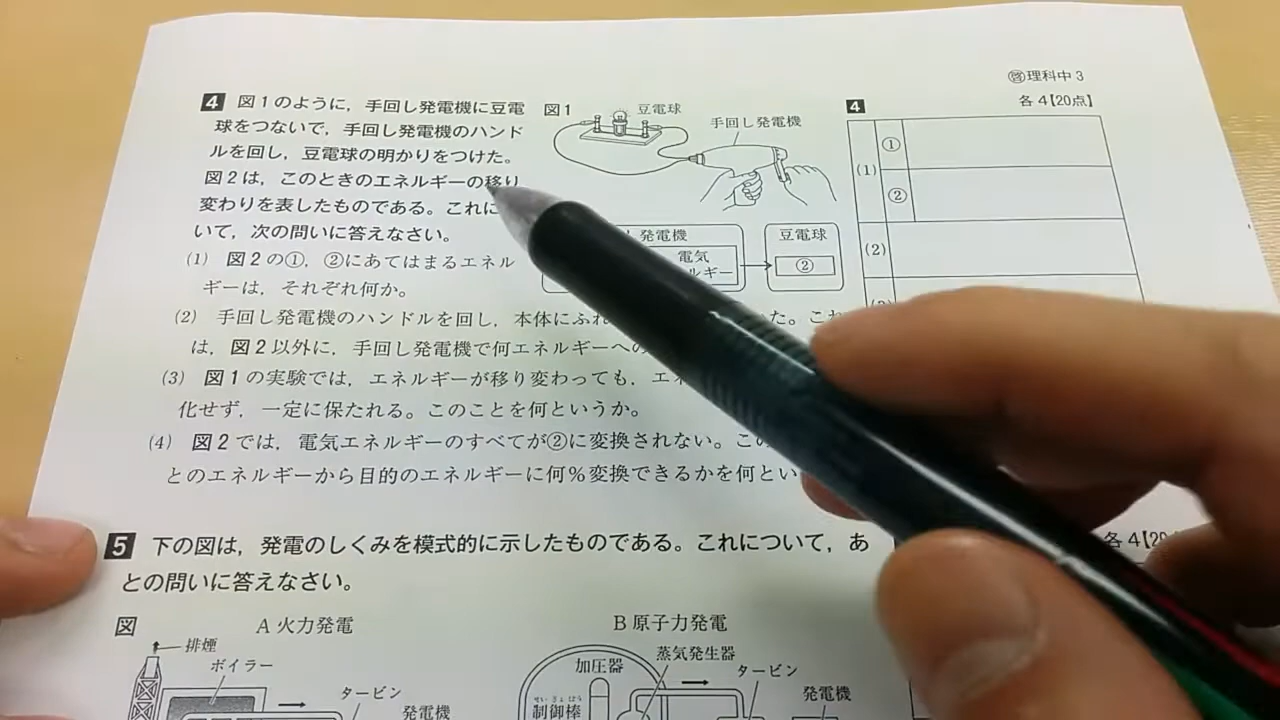 ㋘理科中3
4 図1のように，手回し発電機に豆電
球をつないで，手回し発電機のハンド
ルを回し，豆電球の明かりをつけた。
図2は，このときのエネルギーの移り
変わりを表したものである。これに
いて，次の問いに答えなさい。
(1) 図2の①，②にあてはまるエネル
ギーは，それぞれ何か。
図1
豆電球
手回し発電機
発電機
電気
ルギー
豆電球
②
4
各4【20点】
(1)
①
②
(2)
(2) 手回し発電機のハンドルを回し，本体にふれ
た。これ
は，図2以外に，手回し発電機で何エネルギーへの
(3) 図1の実験では，エネルギーが移り変わっても，エネ
化せず，一定に保たれる。このことを何というか。
(4) 図2では，電気エネルギーのすべてが②に変換されない。この
とのエネルギーから目的のエネルギーに何％変換できるかを何とい
5 下の図は，発電のしくみを模式的に示したものである。これについて，あ
との問いに答えなさい。
各4【20
図
A 火力発電
排煙
ボイラー
タービン
発電機
B 原子力発電
加圧器
蒸気発生器
タービン
発電機
せいぎょぼう
制御棒